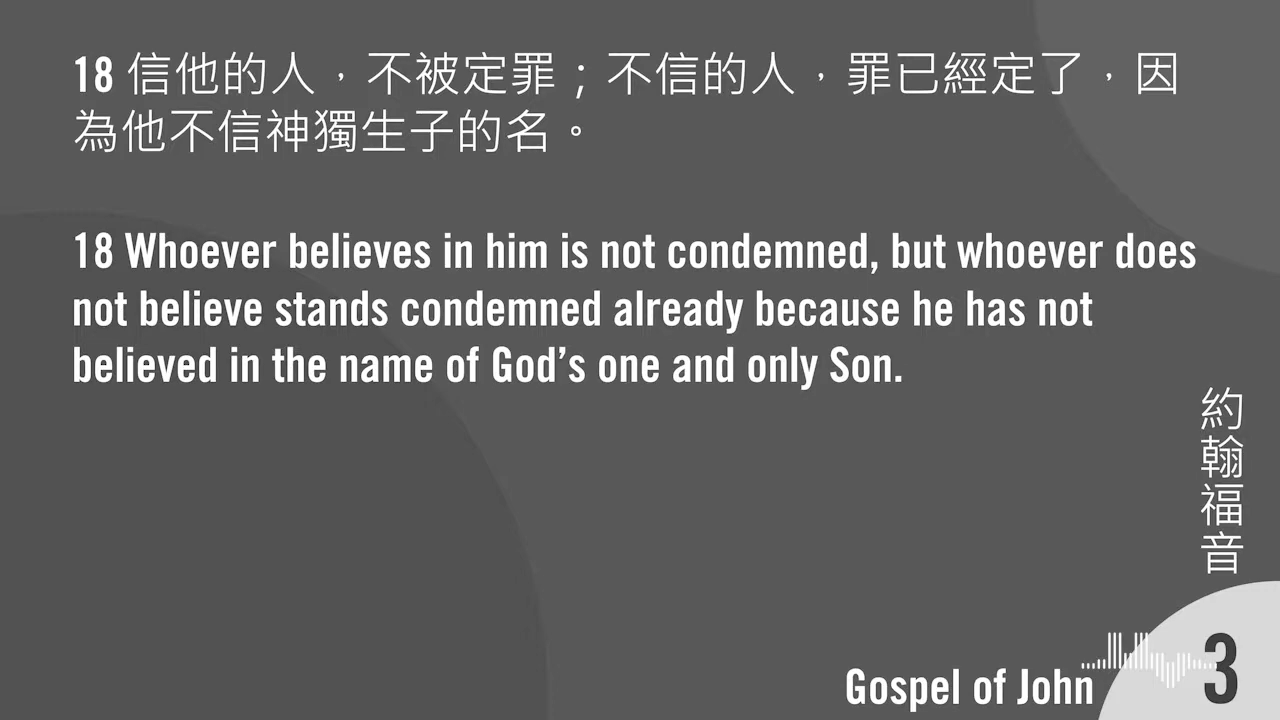 18 信他的人，不被定罪；不信的人，罪已經定了，因
為他不信神獨生子的名。
18 Whoever believes in him is not condemned, but whoever does
not believe stands condemned already because he has not
believed in the name of God’s one and only Son.
約翰福音
Gospel of John
3